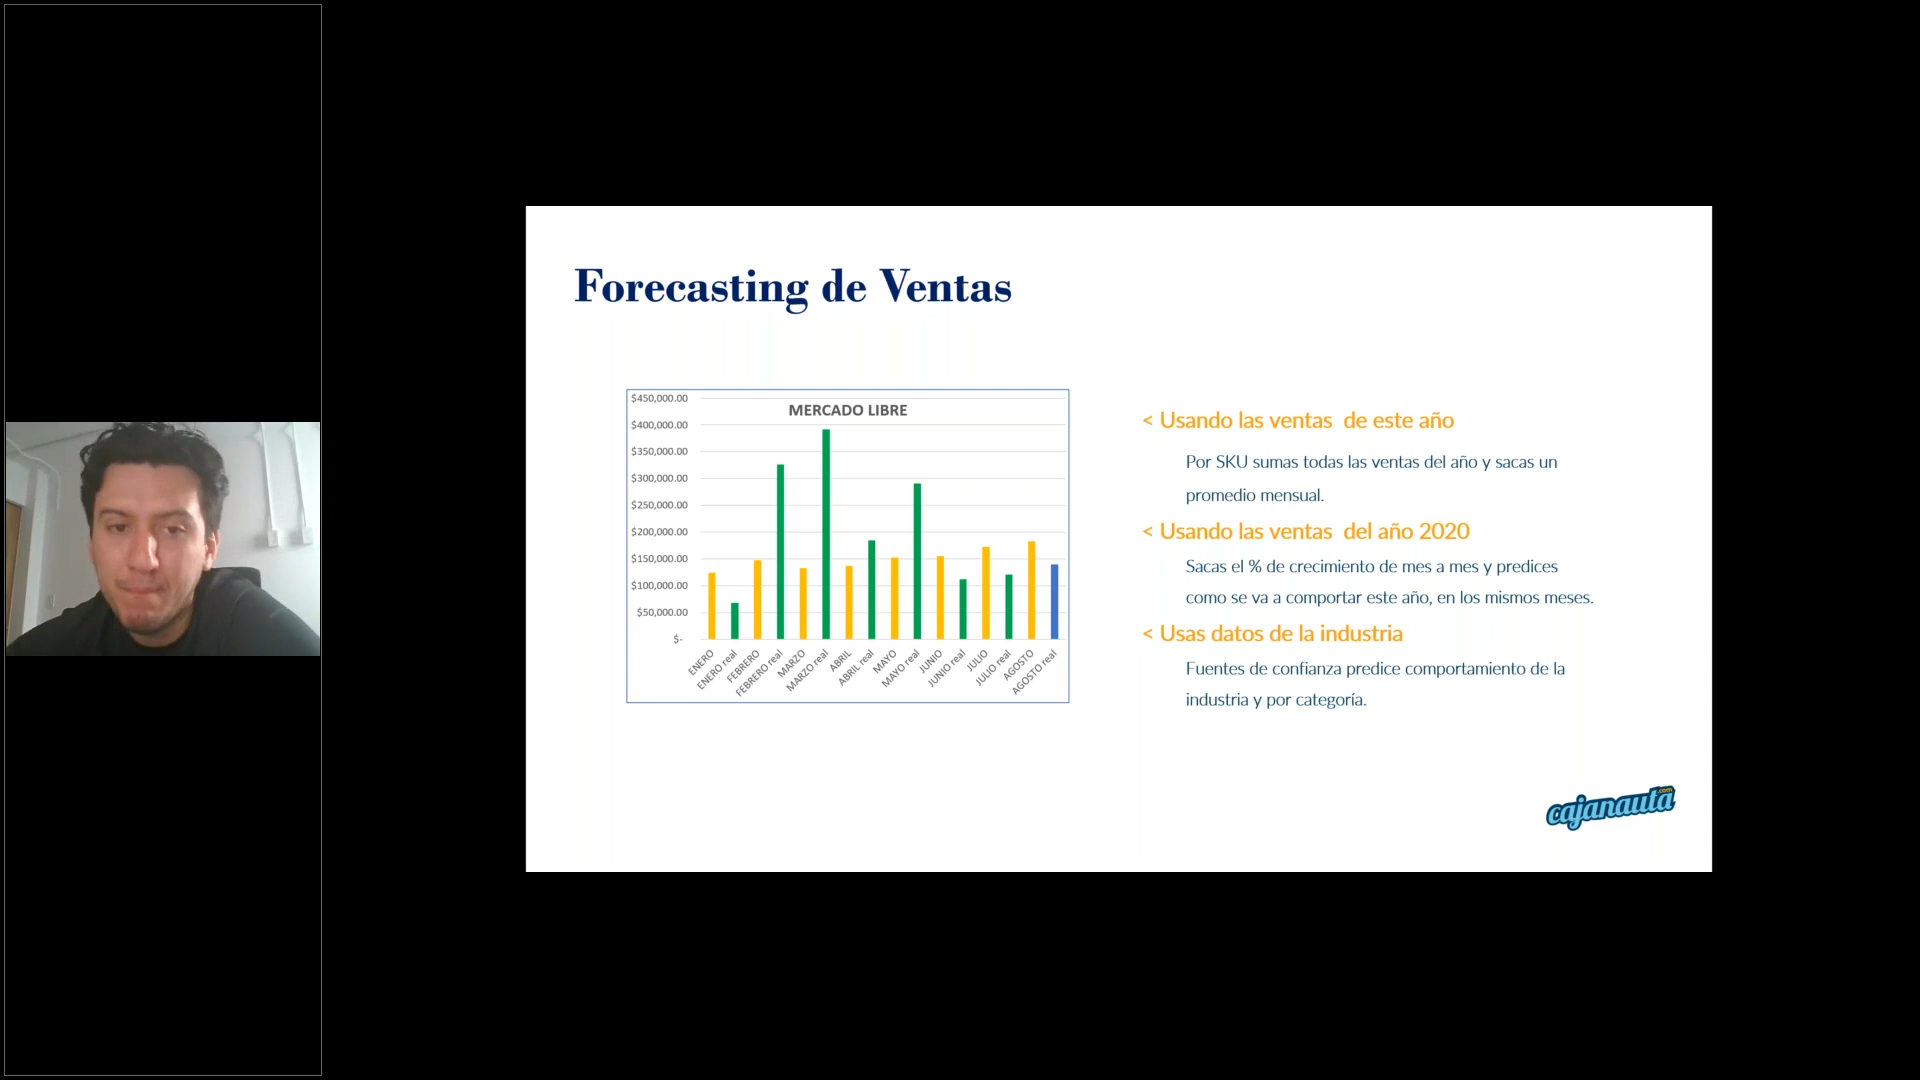 Forecasting de Ventas
MERCADO LIBRE
$450,000.00
$400,000.00
$350,000.00
$300,000.00
$250,000.00
$200,000.00
$150,000.00
$100,000.00
$50,000.00
$-
ENERO
ENERO real
FEBRERO
FEBRERO real
MARZO
MARZO real
ABRIL
ABRIL real
MAYO
MAYO real
JUNIO
JUNIO real
JULIO
JULIO real
AGOSTO
AGOSTO real
< Usando las ventas de este año
Por SKU sumas todas las ventas del año y sacas un
promedio mensual.
< Usando las ventas del año 2020
Sacas el % de crecimiento de mes a mes y predices
como se va a comportar este año, en los mismos meses.
< Usas datos de la industria
Fuentes de confianza predice comportamiento de la
industria y por categoría.
cajanauta.com